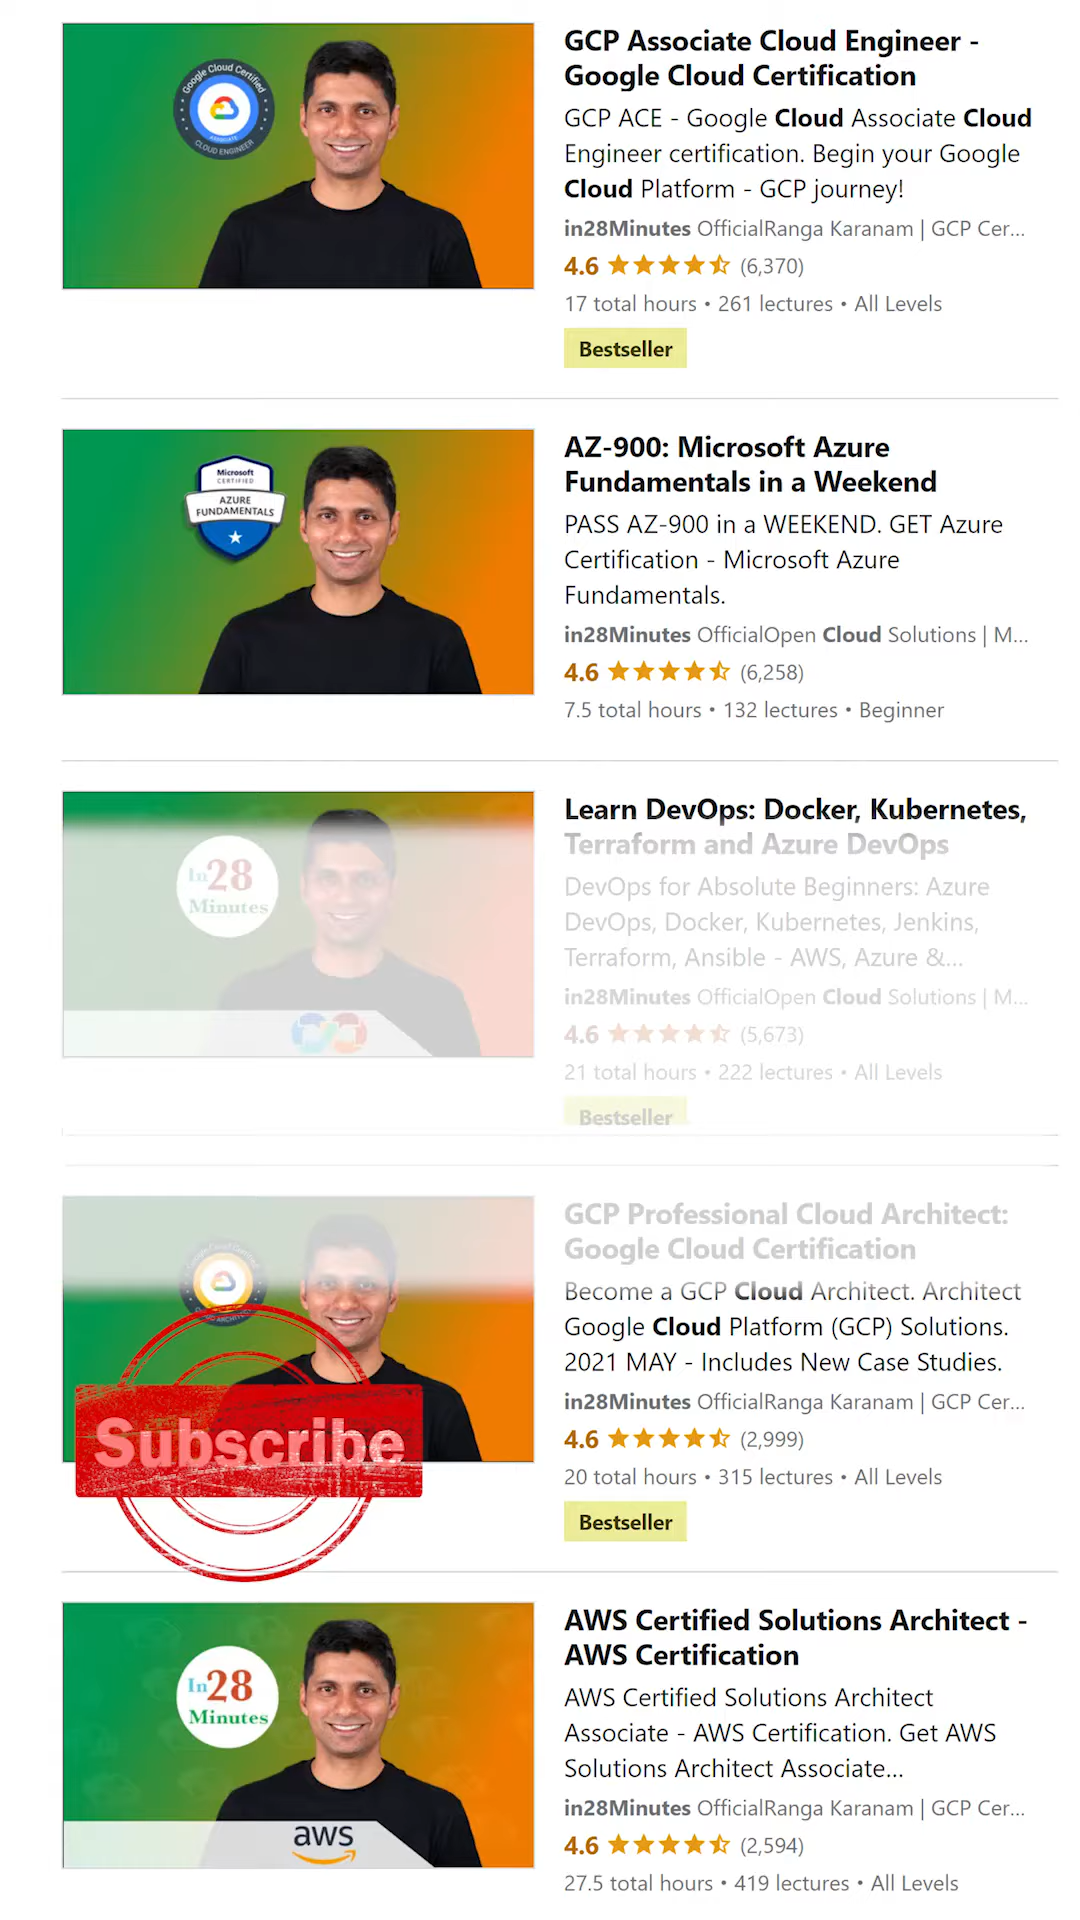 Google Cloud Certified
ASSOCIATE
CLOUD ENGINEER
GCP Associate Cloud Engineer -
Google Cloud Certification
GCP ACE - Google Cloud Associate Cloud
Engineer certification. Begin your Google
Cloud Platform - GCP journey!
in28Minutes OfficialRanga Karanam | GCP Cer...
4.6 (6,370)
17 total hours • 261 lectures • All Levels
Bestseller
Microsoft
CERTIFIED
AZURE
FUNDAMENTALS
AZ-900: Microsoft Azure
Fundamentals in a Weekend
PASS AZ-900 in a WEEKEND. GET Azure
Certification - Microsoft Azure
Fundamentals.
in28Minutes OfficialOpen Cloud Solutions | M...
4.6 (6,258)
7.5 total hours • 132 lectures • Beginner
In28
Minutes
Learn DevOps: Docker, Kubernetes,
Terraform and Azure DevOps
DevOps for Absolute Beginners: Azure
DevOps, Docker, Kubernetes, Jenkins,
Terraform, Ansible - AWS, Azure &...
in28Minutes OfficialOpen Cloud Solutions | M...
4.6 (5,673)
21 total hours • 222 lectures • All Levels
Bestseller
Google Cloud Certified
CLOUD ARCHITECT
GCP Professional Cloud Architect:
Google Cloud Certification
Become a GCP Cloud Architect. Architect
Google Cloud Platform (GCP) Solutions.
2021 MAY - Includes New Case Studies.
in28Minutes OfficialRanga Karanam | GCP Cer...
4.6 (2,999)
20 total hours • 315 lectures • All Levels
Bestseller
Subscribe
In28
Minutes
aws
AWS Certified Solutions Architect -
AWS Certification
AWS Certified Solutions Architect
Associate - AWS Certification. Get AWS
Solutions Architect Associate...
in28Minutes OfficialRanga Karanam | GCP Cer...
4.6 (2,594)
27.5 total hours • 419 lectures • All Levels